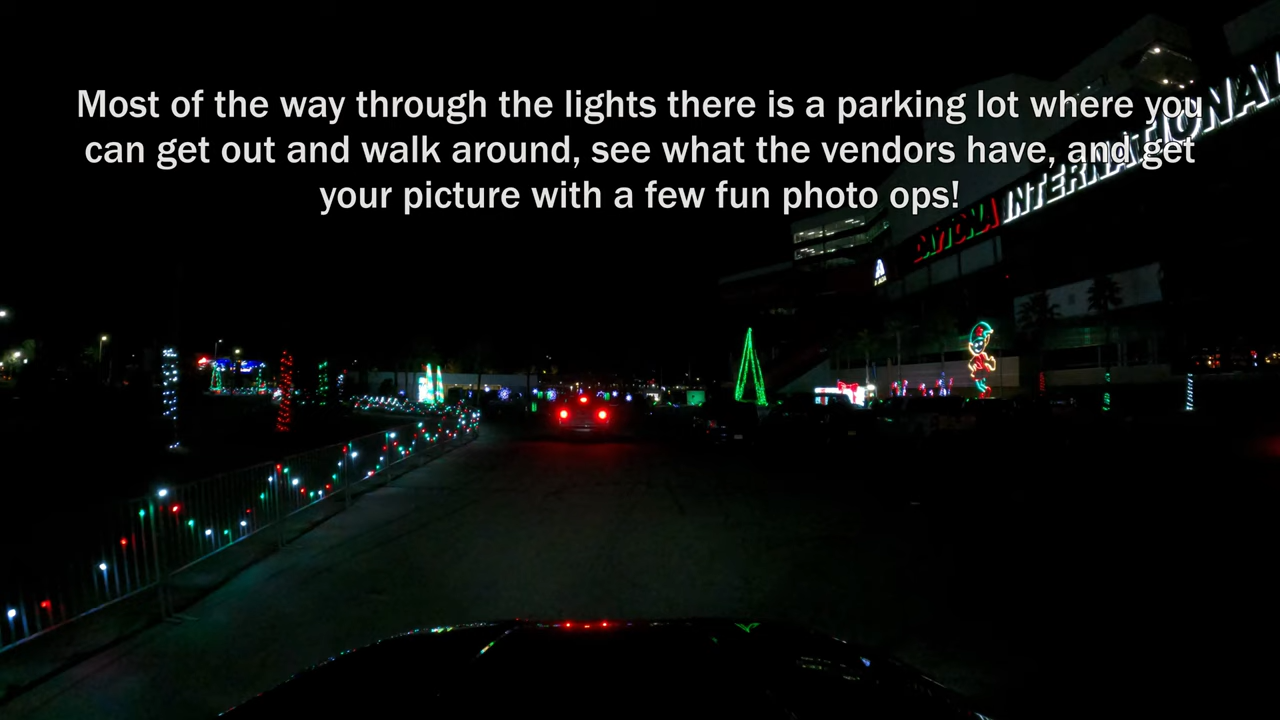 Most of the way through the lights there is a parking lot where you
can get out and walk around, see what the vendors have, and get
your picture with a few fun photo ops!
DAYTONA INTERNATIONAL